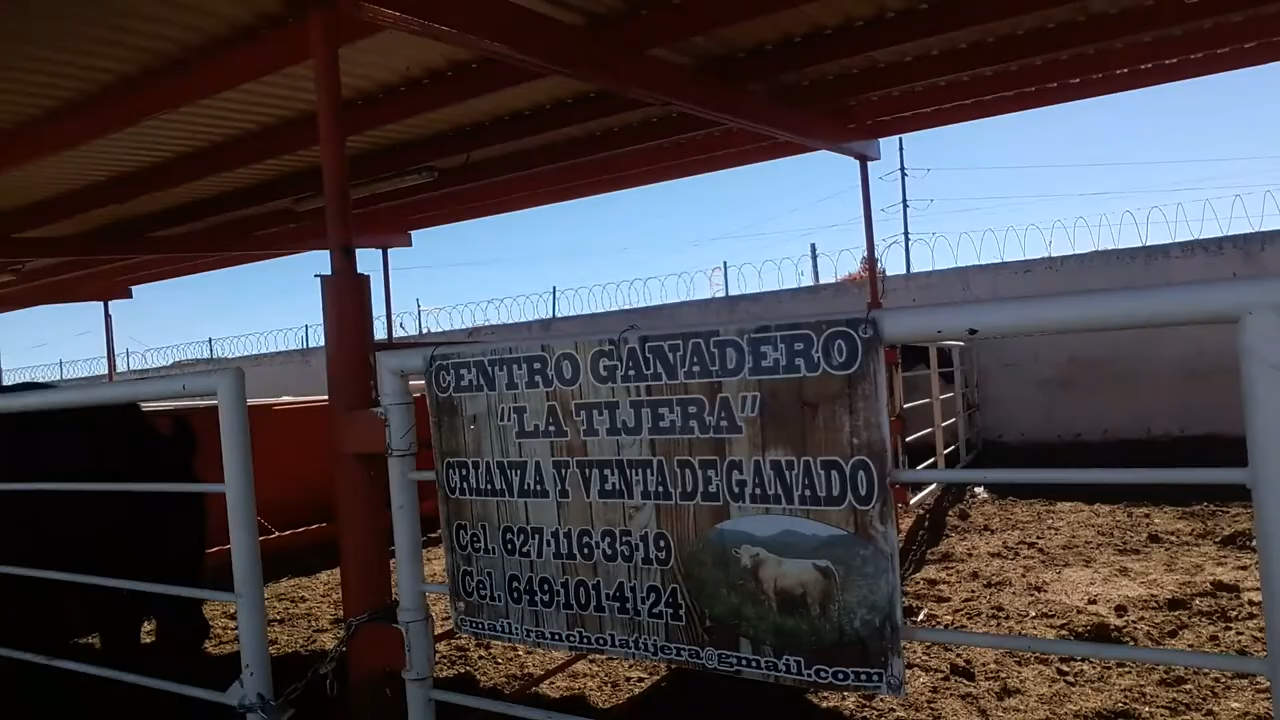 CENTRO GANADERO
"LA TIJERA"
CRIANZA Y VENTA DE GANADO
Cel. 627-116-35-19
Cel. 649-101-41-24
email: rancholatijera@gmail.com